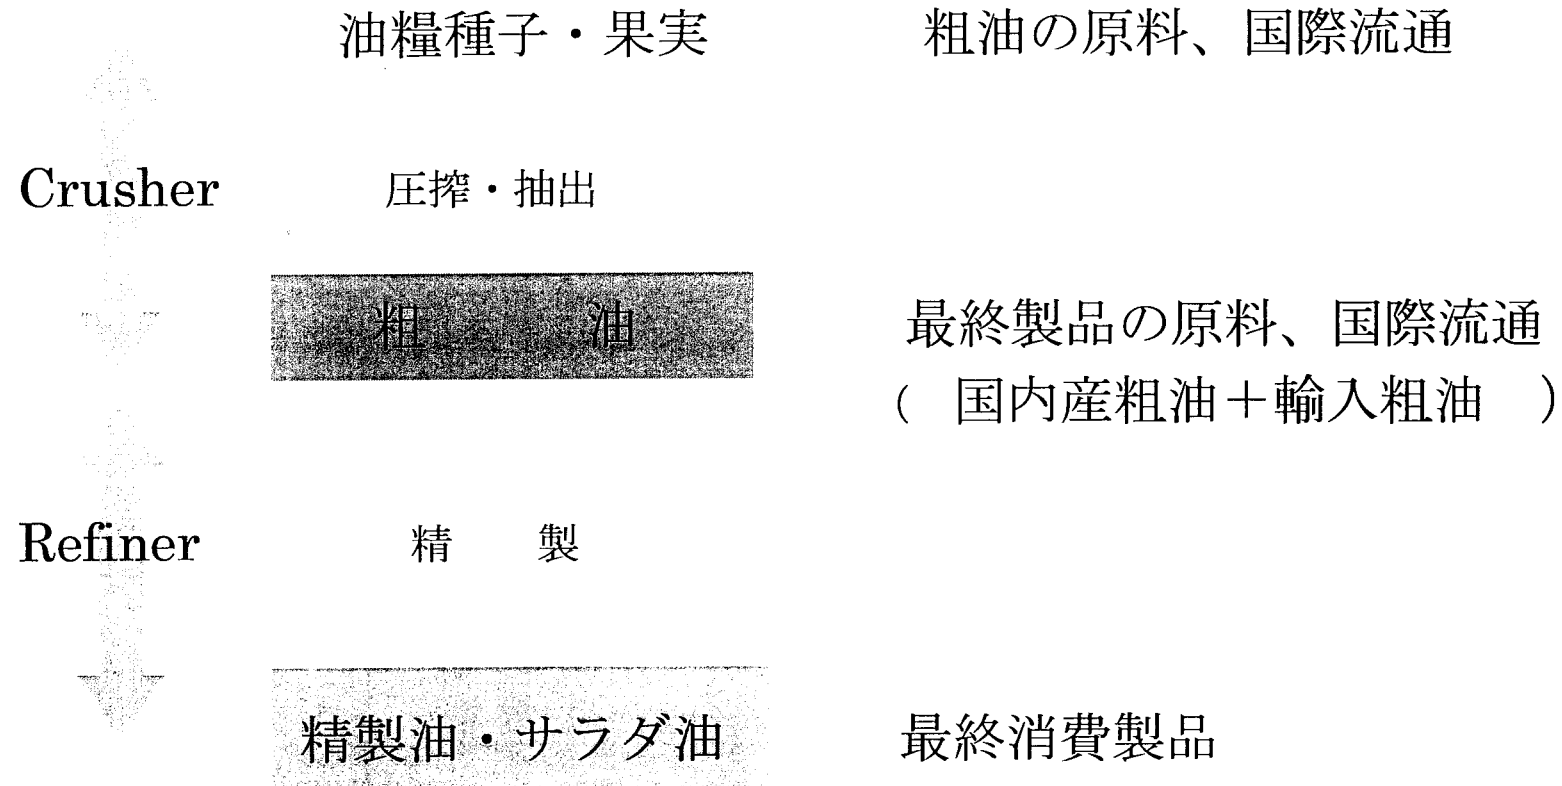 油糧種子・果実 粗油の原料、国際流通
Crusher 圧搾・抽出
粗 油 最終製品の原料、国際流通
( 国内産粗油＋輸入粗油 )
Refiner 精 製
精製油・サラダ油 最終消費製品